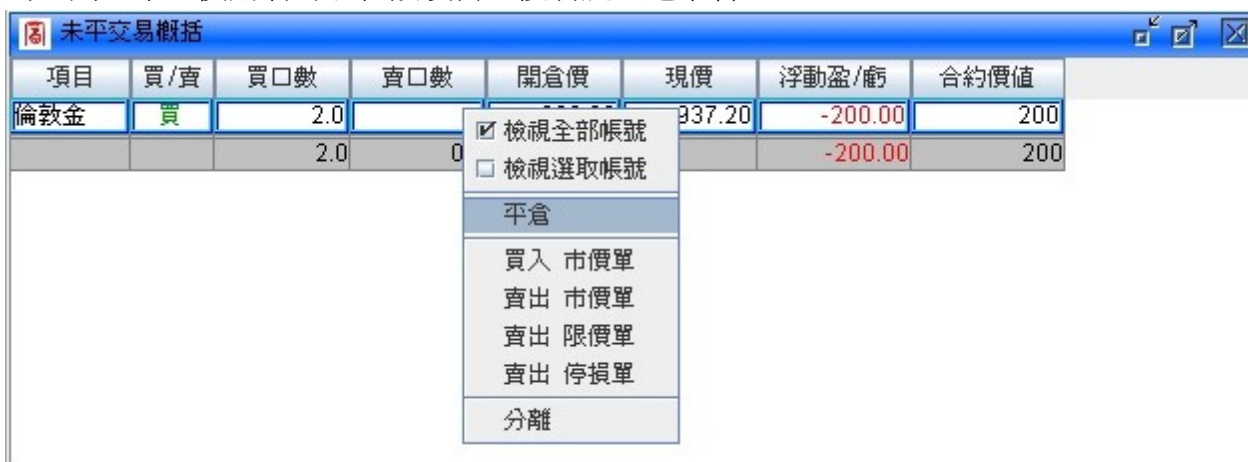 未平交易概括
項目 買/賣 買口數 賣口數 開倉價 現價 浮動盈/虧 合約價值
倫敦金 買 2.0 937.20 -200.00 200
2.0 0 -200.00 200
檢視全部帳號
檢視選取帳號
平倉
買入 市價單
賣出 市價單
賣出 限價單
賣出 停損單
分離